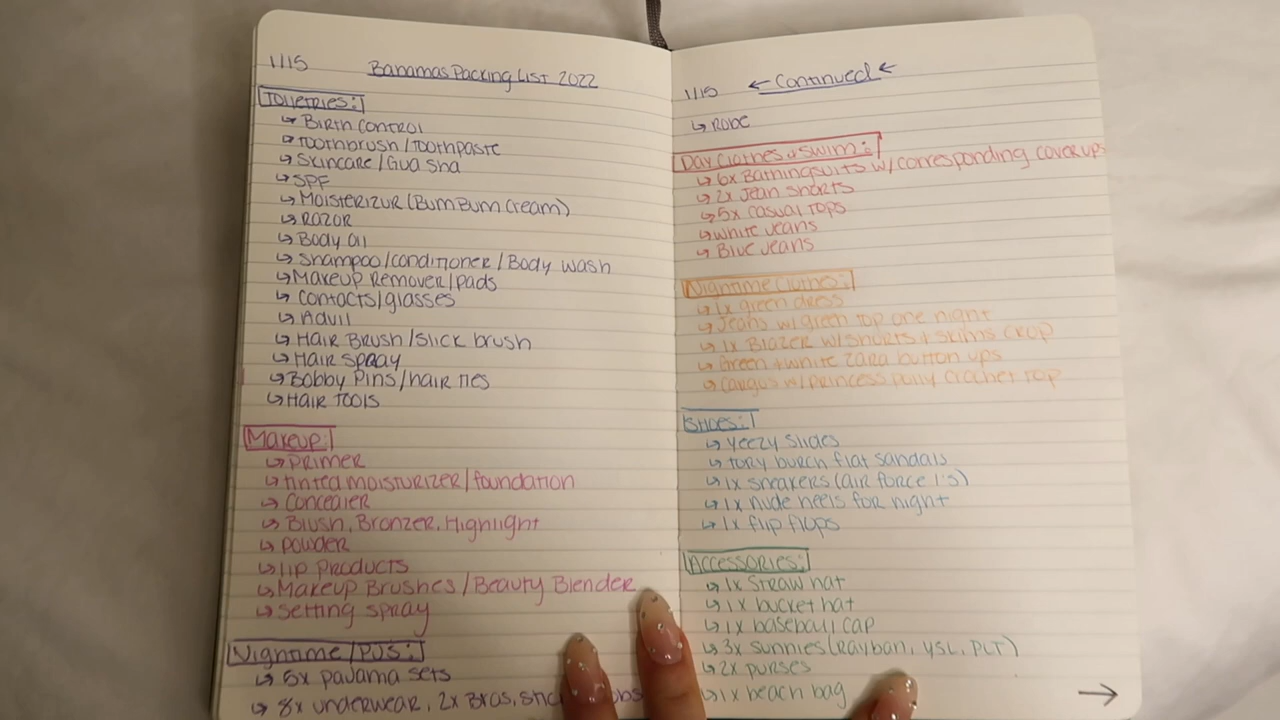 1/15 Bahamas Packing List 2022
Toiletries:
↳ Birth control
↳ Toothbrush/Toothpaste
↳ Skincare/Gua sha
↳ SPF
↳ Moisterizur (Bum Bum Cream)
↳ Razor
↳ Body oil
↳ Shampoo/conditioner/Body wash
↳ Makeup Remover/pads
↳ Contacts/glasses
↳ Advil
↳ Hair Brush/slick brush
↳ Hair spray
↳ Bobby Pins/hair ties
↳ Hair Tools
Makeup:
↳ Primer
↳ tinted moisturizer/foundation
↳ Concealer
↳ Blush, Bronzer, Highlight
↳ powder
↳ lip products
↳ Makeup Brushes/Beauty Blender
↳ setting spray
Nightime/PJS:
↳ 5x pajama sets
↳ 8x underwear, 2x Bras,
1/15 ← Continued ←
↳ Robe
Day Clothes + Swim:
↳ 6x Bathingsuits w/corresponding coverups
↳ 2x Jean shorts
↳ 5x casual tops
↳ white jeans
↳ Blue jeans
Nightime Clothes:
↳ 1x green dress
↳ Jeans w/ green top one night
↳ 1x Blazer w/shorts + skims crop
↳ Green + white Zara button ups
↳ Cargos w/princess polly crochet top
Shoes:
↳ yeezy slides
↳ tory burch flat sandals
↳ 1x sneakers (air force 1's)
↳ 1x nude heels for night
↳ 1x flip flops
Accessories:
↳ 1x straw hat
↳ 1x bucket hat
↳ 1x baseball cap
↳ 3x sunnies (Rayban, YSL, PLT)
↳ 2x purses
↳ 1x beach bag →